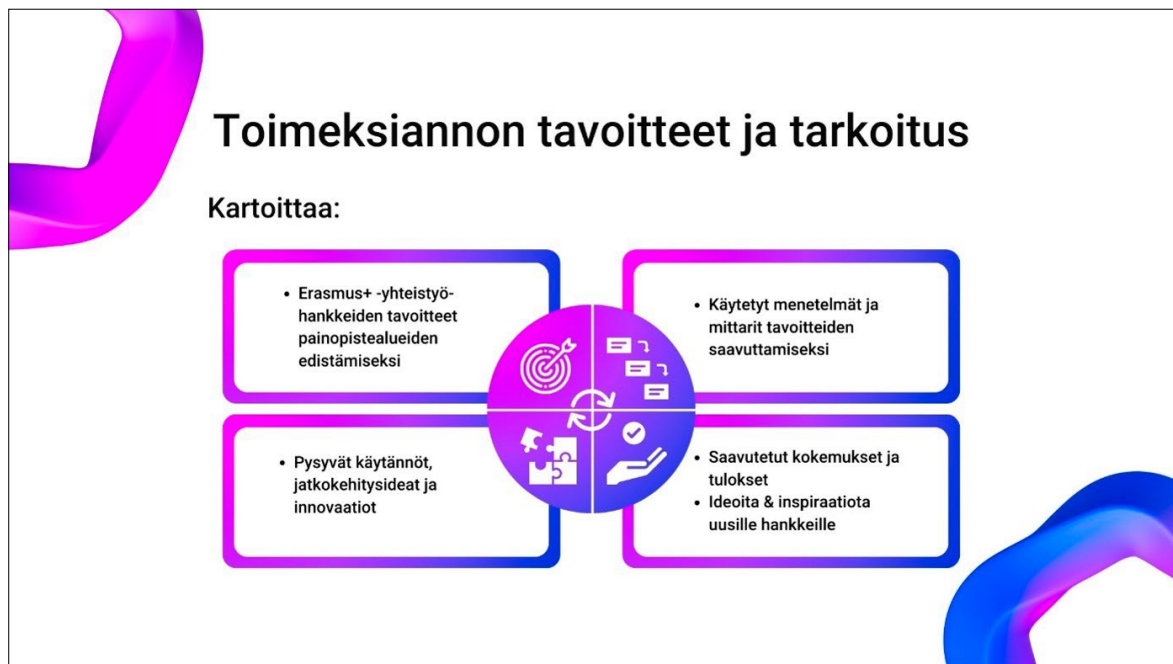 Toimeksiannon tavoitteet ja tarkoitus
Kartoittaa:
• Erasmus+ -yhteistyö-
hankkeiden tavoitteet
painopistealueiden
edistämiseksi
• Käytetyt menetelmät ja
mittarit tavoitteiden
saavuttamiseksi
• Pysyvät käytännöt,
jatkokehitysideat ja
innovaatiot
• Saavutetut kokemukset ja
tulokset
• Ideoita & inspiraatiota
uusille hankkeille